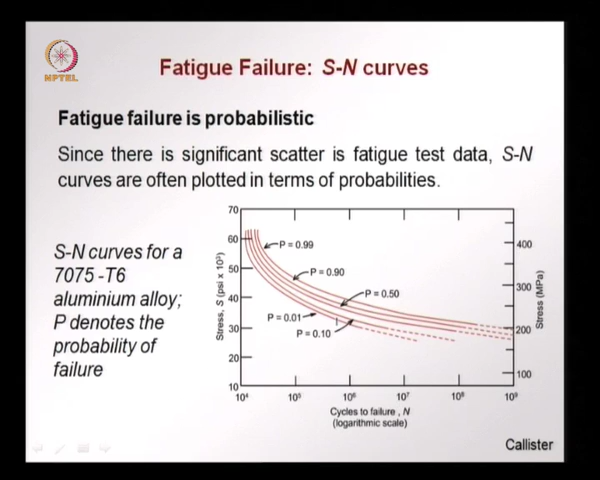 NPTEL
Fatigue Failure: S-N curves
Fatigue failure is probabilistic
Since there is significant scatter is fatigue test data, S-N
curves are often plotted in terms of probabilities.
S-N curves for a
7075 -T6
aluminium alloy;
P denotes the
probability of
failure
Stress, S (psi x 10³)
70
60
50
40
30
20
10
P = 0.99
P = 0.90
P = 0.50
P = 0.01
P = 0.10
400
300
200
100
Stress (MPa)
10⁴ 10⁵ 10⁶ 10⁷ 10⁸ 10⁹
Cycles to failure , N
(logarithmic scale)
Callister